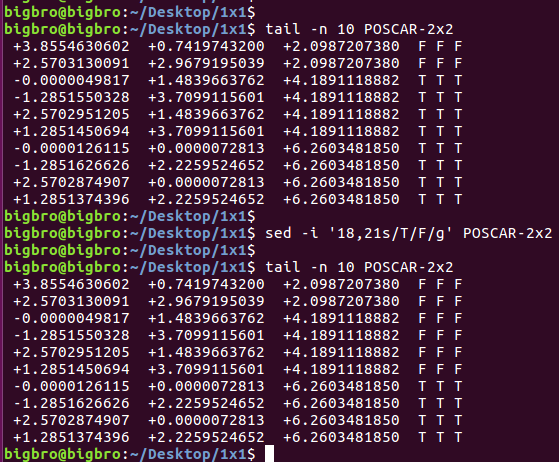 bigbro@bigbro:~/Desktop/1x1$
bigbro@bigbro:~/Desktop/1x1$ tail -n 10 POSCAR-2x2
+3.8554630602 +0.7419743200 +2.0987207380 F F F
+2.5703130091 +2.9679195039 +2.0987207380 F F F
-0.0000049817 +1.4839663762 +4.1891118882 T T T
-1.2851550328 +3.7099115601 +4.1891118882 T T T
+2.5702951205 +1.4839663762 +4.1891118882 T T T
+1.2851450694 +3.7099115601 +4.1891118882 T T T
-0.0000126115 +0.0000072813 +6.2603481850 T T T
-1.2851626626 +2.2259524652 +6.2603481850 T T T
+2.5702874907 +0.0000072813 +6.2603481850 T T T
+1.2851374396 +2.2259524652 +6.2603481850 T T T
bigbro@bigbro:~/Desktop/1x1$
bigbro@bigbro:~/Desktop/1x1$ sed -i '18,21s/T/F/g' POSCAR-2x2
bigbro@bigbro:~/Desktop/1x1$
bigbro@bigbro:~/Desktop/1x1$ tail -n 10 POSCAR-2x2
+3.8554630602 +0.7419743200 +2.0987207380 F F F
+2.5703130091 +2.9679195039 +2.0987207380 F F F
-0.0000049817 +1.4839663762 +4.1891118882 F F F
-1.2851550328 +3.7099115601 +4.1891118882 F F F
+2.5702951205 +1.4839663762 +4.1891118882 F F F
+1.2851450694 +3.7099115601 +4.1891118882 F F F
-0.0000126115 +0.0000072813 +6.2603481850 T T T
-1.2851626626 +2.2259524652 +6.2603481850 T T T
+2.5702874907 +0.0000072813 +6.2603481850 T T T
+1.2851374396 +2.2259524652 +6.2603481850 T T T
bigbro@bigbro:~/Desktop/1x1$